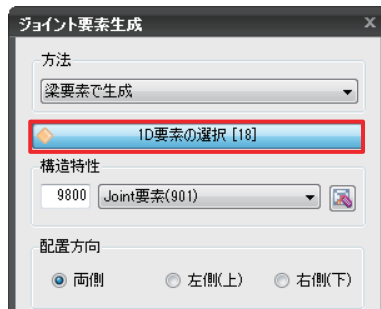 ジョイント要素生成 x
方法
梁要素で生成
1D要素の選択 [18]
構造特性
9800 Joint要素(901)
配置方向
両側 左側(上) 右側(下)